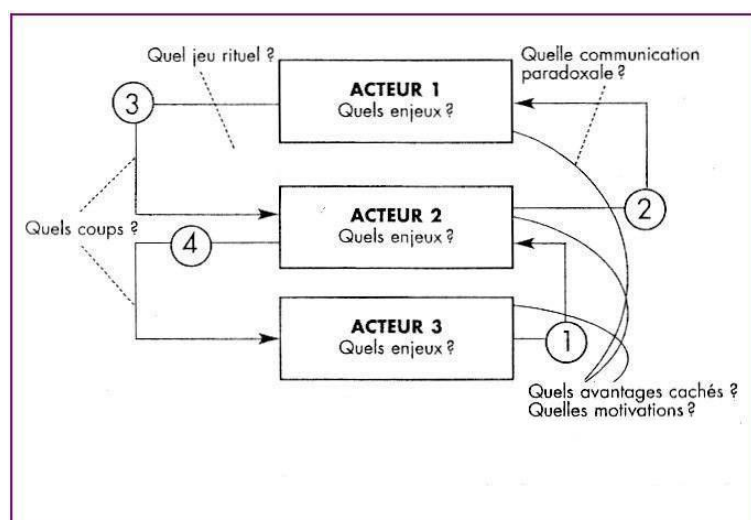 Quel jeu rituel ?
Quelle communication
paradoxale ?
ACTEUR 1
Quels enjeux ?
3
2
ACTEUR 2
Quels enjeux ?
Quels coups ?
4
ACTEUR 3
Quels enjeux ?
1
Quels avantages cachés ?
Quelles motivations ?